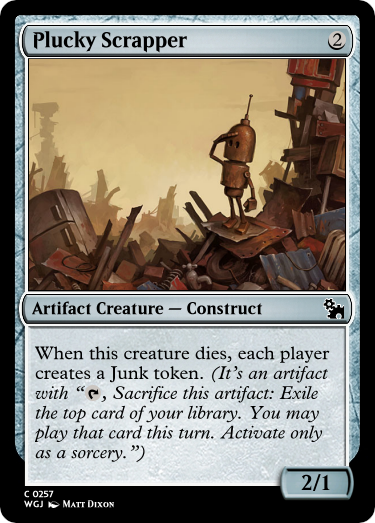 Plucky Scrapper 2
Artifact Creature — Construct
When this creature dies, each player
creates a Junk token. (It's an artifact
with “, Sacrifice this artifact: Exile
the top card of your library. You may
play that card this turn. Activate only
as a sorcery.”)
2/1
C 0257
WGJ Matt Dixon